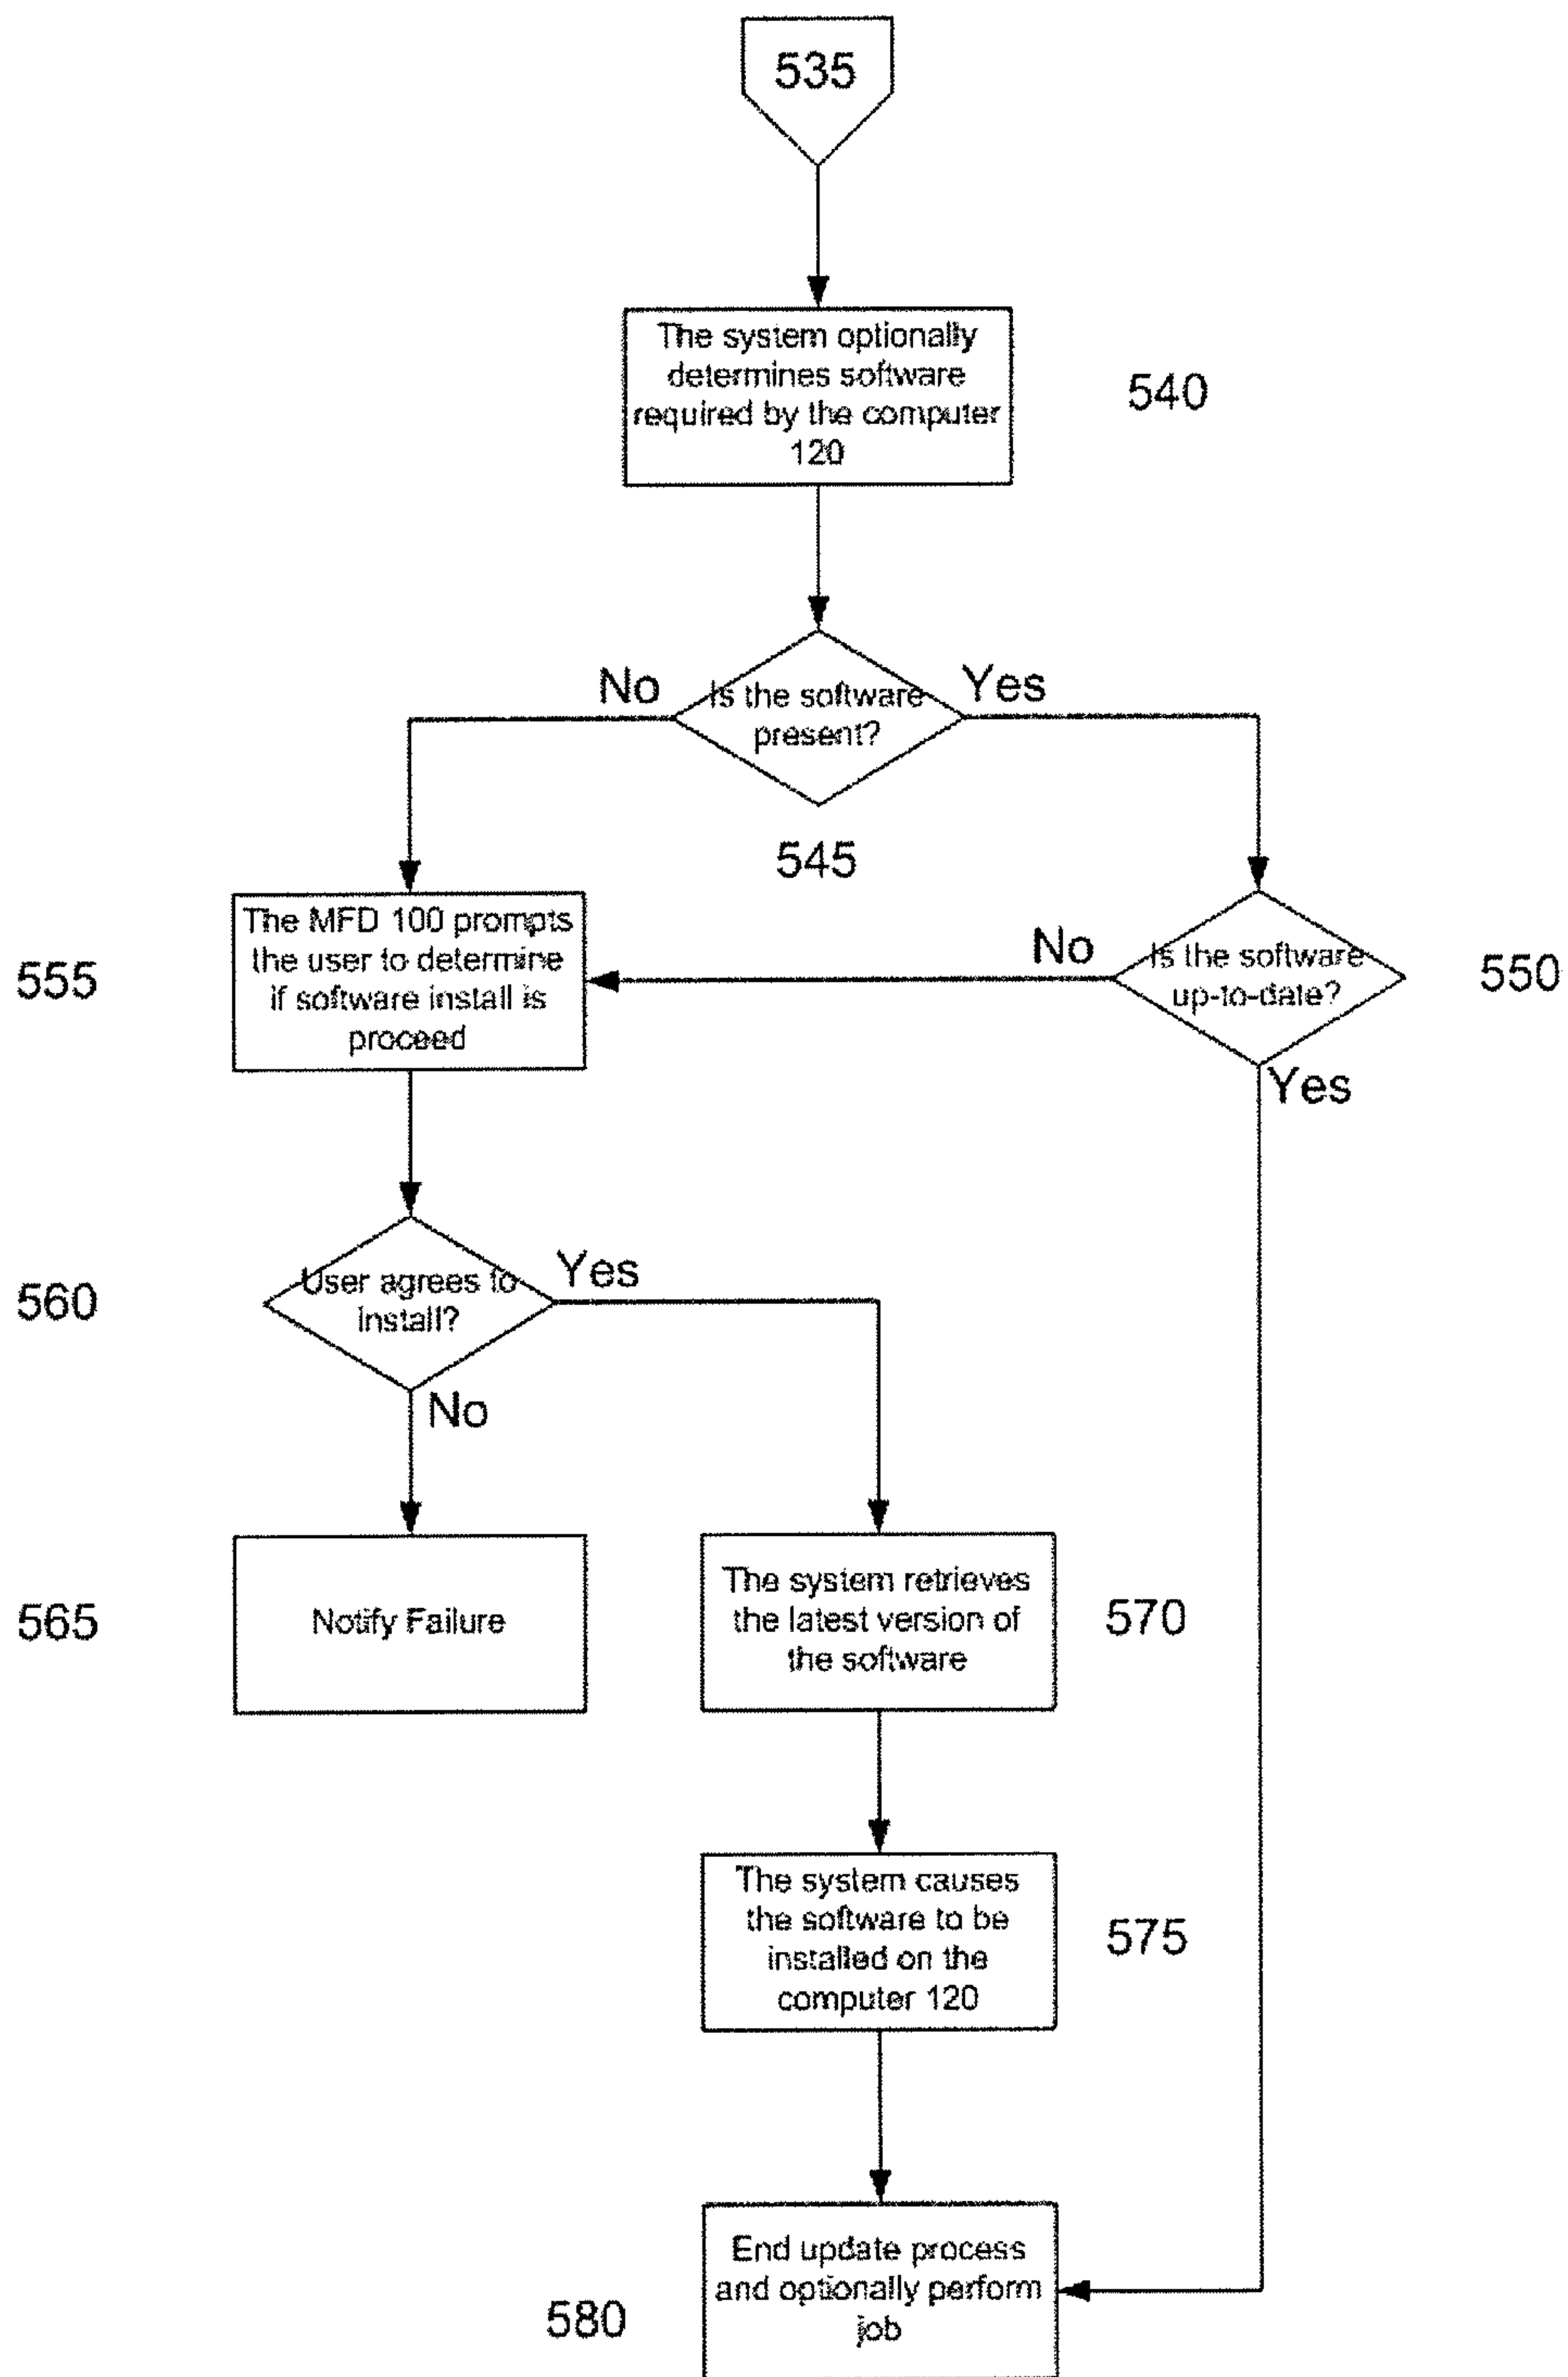 535
The system optionally
determines software
required by the computer
120
540
No
Is the software
present?
Yes
545
The MFD 100 prompts
the user to determine
if software install is
proceed
555
No
Is the software
up-to-date?
550
Yes
560
User agrees to
install?
Yes
No
565
Notify Failure
The system retrieves
the latest version of
the software
570
The system causes
the software to be
installed on the
computer 120
575
End update process
and optionally perform
job
580